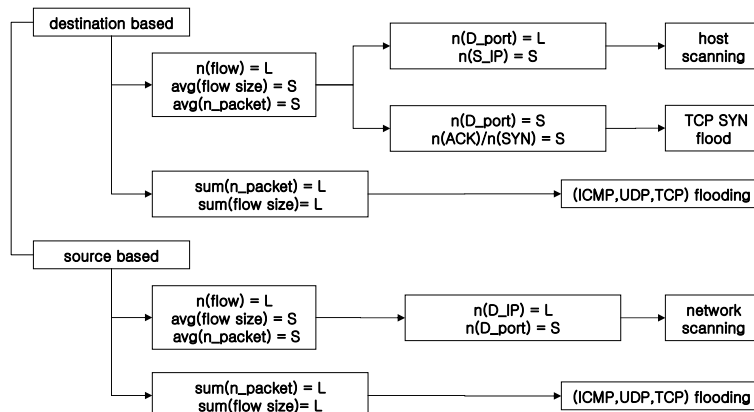 destination based
n(flow) = L
avg(flow size) = S
avg(n_packet) = S
n(D_port) = L
n(S_IP) = S
host
scanning
n(D_port) = S
n(ACK)/n(SYN) = S
TCP SYN
flood
sum(n_packet) = L
sum(flow size)= L
(ICMP,UDP,TCP) flooding
source based
n(flow) = L
avg(flow size) = S
avg(n_packet) = S
n(D_IP) = L
n(D_port) = S
network
scanning
sum(n_packet) = L
sum(flow size)= L
(ICMP,UDP,TCP) flooding